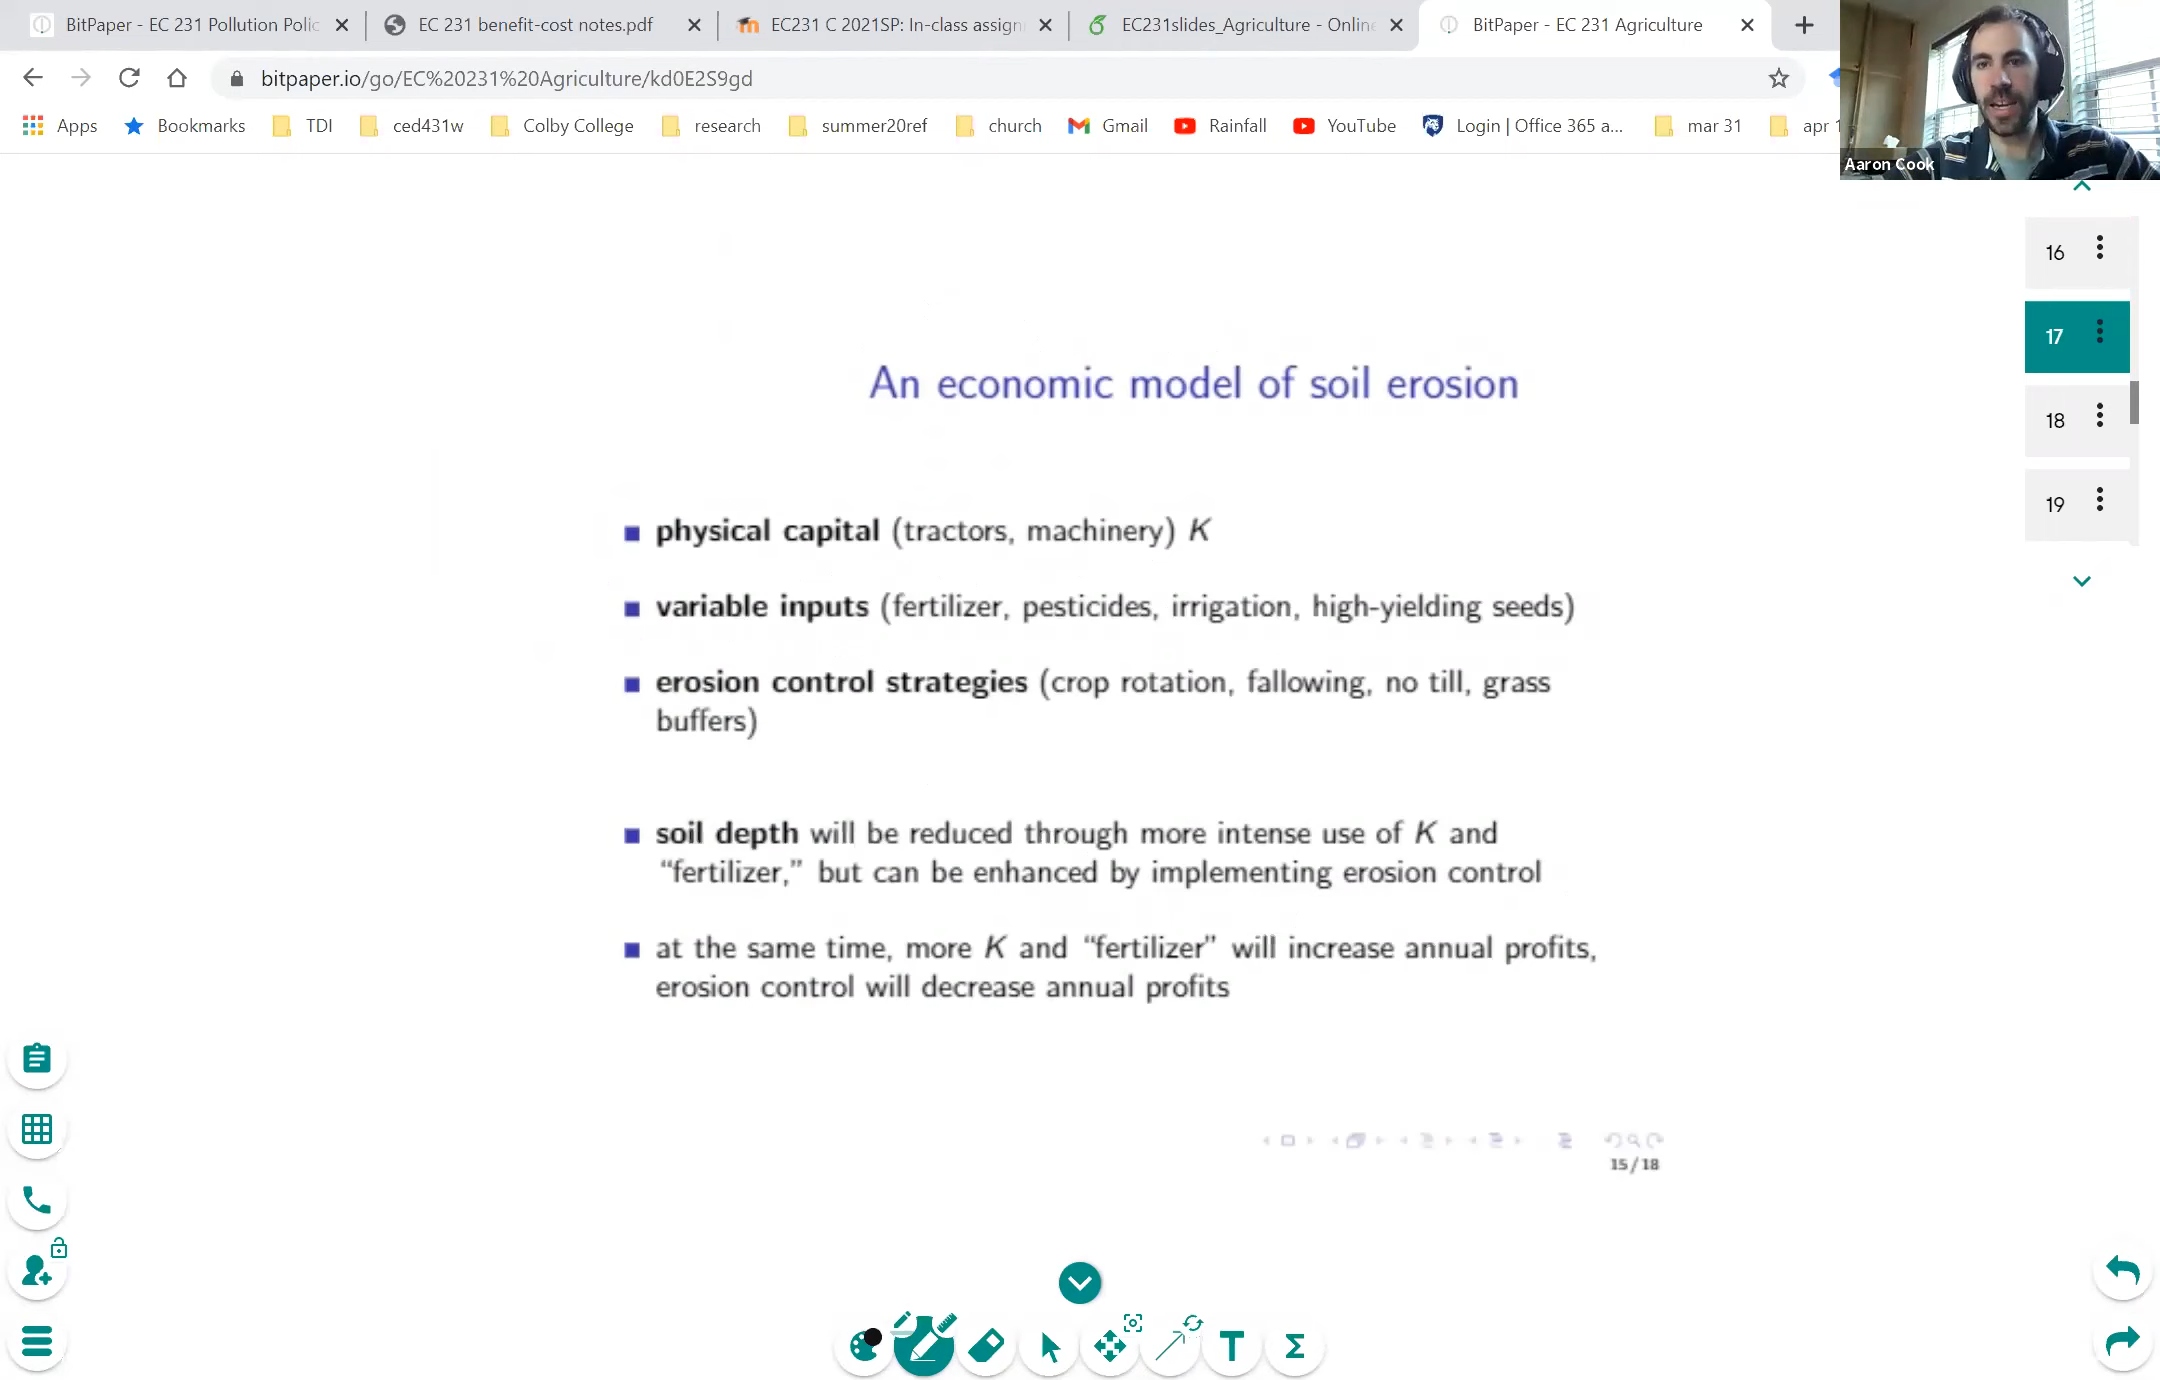 BitPaper - EC 231 Pollution Polic
EC 231 benefit-cost notes.pdf
EC231 C 2021SP: In-class assign
EC231slides_Agriculture - Online
BitPaper - EC 231 Agriculture
bitpaper.io/go/EC%20231%20Agriculture/kd0E2S9gd
Apps
Bookmarks
TDI
ced431w
Colby College
research
summer20ref
church
Gmail
Rainfall
YouTube
Login | Office 365 a...
mar 31
apr 1
Aaron Cook
16
17
18
19
An economic model of soil erosion
physical capital (tractors, machinery) K
variable inputs (fertilizer, pesticides, irrigation, high-yielding seeds)
erosion control strategies (crop rotation, fallowing, no till, grass
buffers)
soil depth will be reduced through more intense use of K and
“fertilizer,” but can be enhanced by implementing erosion control
at the same time, more K and “fertilizer” will increase annual profits,
erosion control will decrease annual profits
15/18
T
Σ